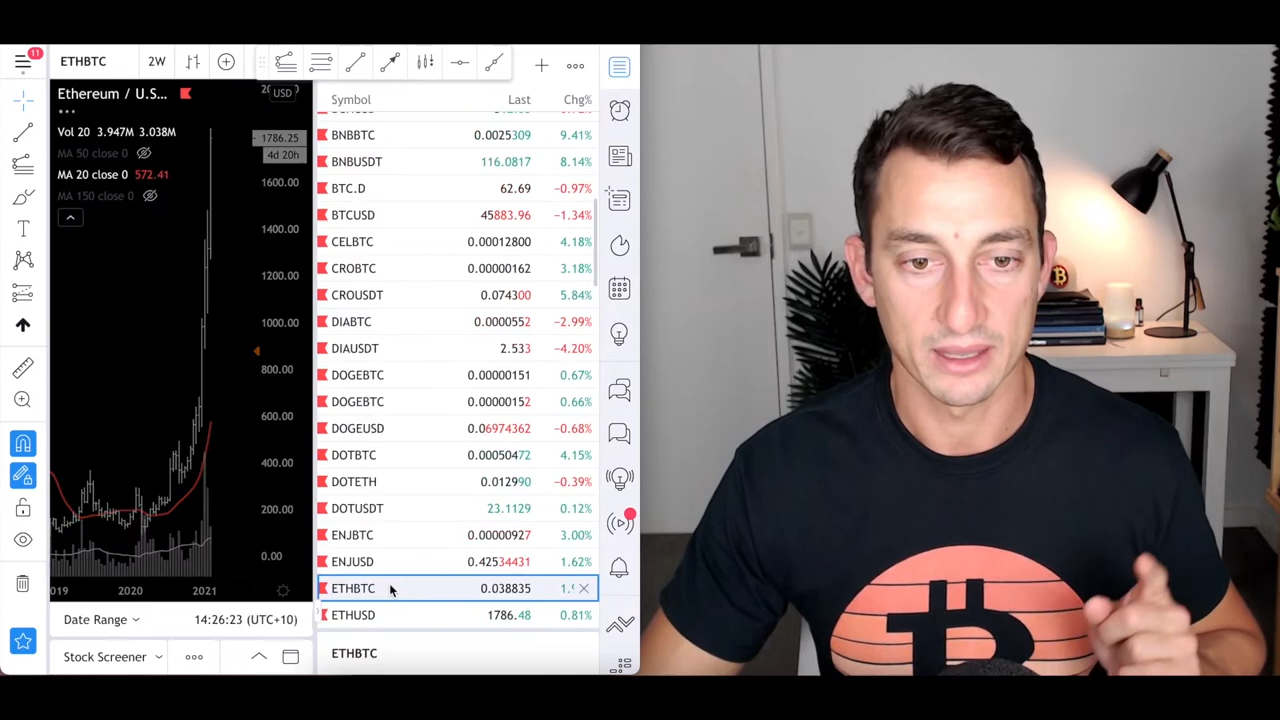 11
ETHBTC 2W
Ethereum / U.S... USD
Vol 20 3.947M 3.038M
MA 50 close 0
MA 20 close 0 572.41
MA 150 close 0
1786.25
4d 20h
1600.00
1400.00
1200.00
1000.00
800.00
600.00
400.00
200.00
0.00
2019 2020 2021
Date Range 14:26:23 (UTC+10)
Stock Screener
Symbol Last Chg%
BNBBTC 0.0025309 9.41%
BNBUSDT 116.0817 8.14%
BTC.D 62.69 −0.97%
BTCUSD 45883.96 −1.34%
CELBTC 0.00012800 4.18%
CROBTC 0.00000162 3.18%
CROUSDT 0.074300 5.84%
DIABTC 0.0000552 −2.99%
DIAUSDT 2.533 −4.20%
DOGEBTC 0.00000151 0.67%
DOGEBTC 0.00000152 0.66%
DOGEUSD 0.06974362 −0.68%
DOTBTC 0.00050472 4.15%
DOTETH 0.012990 −0.39%
DOTUSDT 23.1129 0.12%
ENJBTC 0.00000927 3.00%
ENJUSD 0.42534431 1.62%
ETHBTC 0.038835
ETHUSD 1786.48 0.81%
ETHBTC